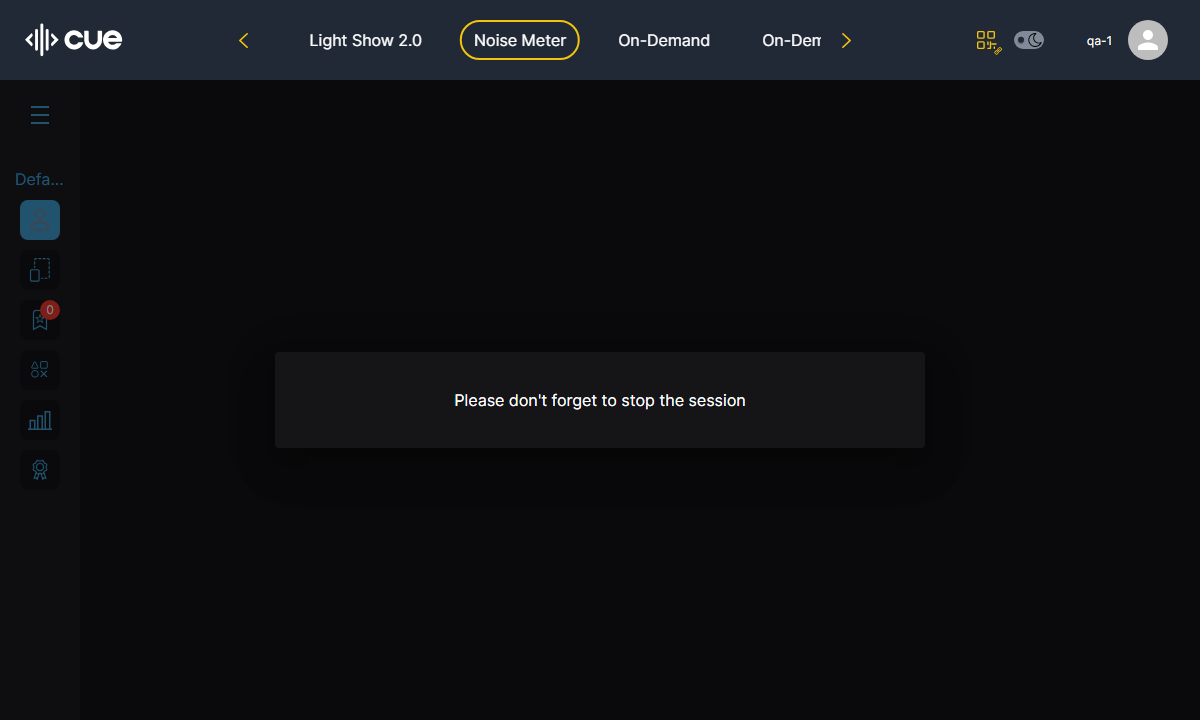 cue
Light Show 2.0
Noise Meter
On-Demand
On-Dem
qa-1
Defa...
0
Please don't forget to stop the session